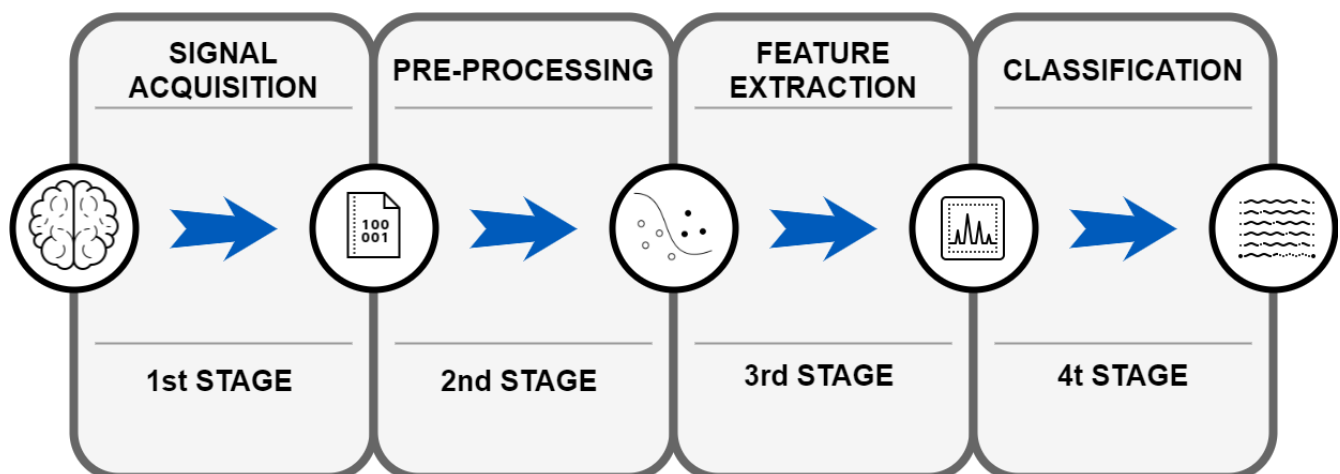 SIGNAL
ACQUISITION
PRE-PROCESSING
FEATURE
EXTRACTION
CLASSIFICATION
100
001
1st STAGE
2nd STAGE
3rd STAGE
4t STAGE